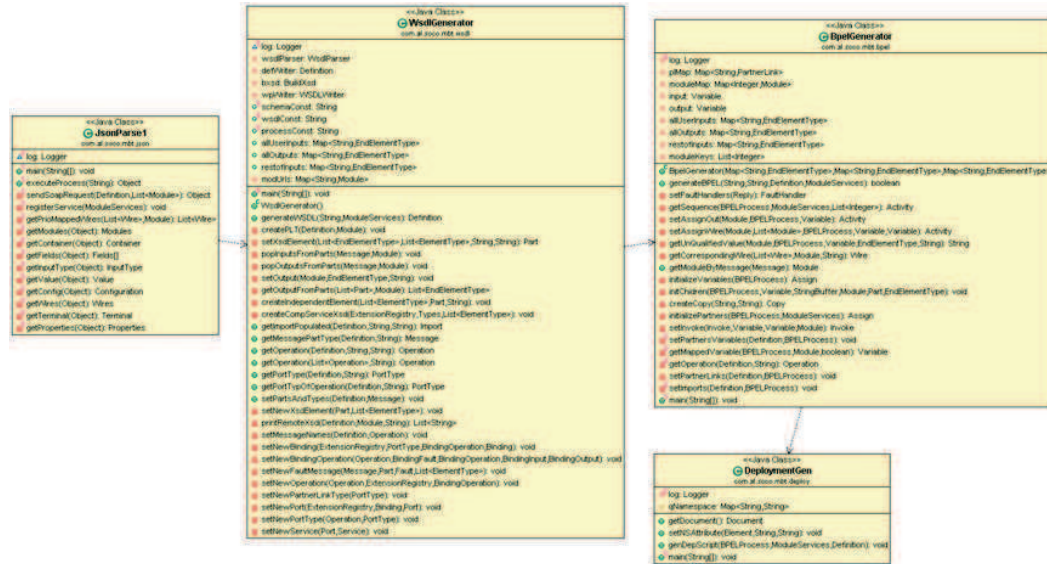 <<Java Class>>
JsonParse1
com.al.soco.mbt.json
log: Logger
main(String[]): void
executeProcess(String): Object
sendSoapRequest(Definition,List<Module>): Object
registerService(ModuleServices): void
getPrioMappedWires(List<Wire>,Module): List<Wire>
getModules(Object): Modules
getContainer(Object): Container
getFields(Object): Fields[]
getInputType(Object): InputType
getValue(Object): Value
getConfig(Object): Configuration
getWires(Object): Wires
getTerminal(Object): Terminal
getProperties(Object): Properties
<<Java Class>>
WsdlGenerator
com.al.soco.mbt.wsdl
log: Logger
wsdlParser: WsdlParser
defWriter: Definition
bxsd: BuildXsd
wplWriter: WSDLWriter
schemaConst: String
wsdlConst: String
processConst: String
allUserInputs: Map<String,EndElementType>
allOutputs: Map<String,EndElementType>
restofInputs: Map<String,EndElementType>
modUrls: Map<String,Module>
main(String[]): void
WsdlGenerator()
generateWSDL(String,ModuleServices): Definition
createPLT(Definition,Module): void
setXsdElement(List<EndElementType>,List<ElementType>,String,String): Part
popInputsFromParts(Message,Module): void
popOutputsFromParts(Message,Module): void
setOutput(Module,EndElementType,String): void
getOutputFromParts(List<Part>,Module): List<EndElementType>
createIndependentElement(List<ElementType>,Part,String): void
createCompServiceXsd(ExtensionRegistry,Types,List<ElementType>): void
getImportPopulated(Definition,String,String): Import
getMessagePartType(Definition,String): Message
getOperation(Definition,String,String): Operation
getOperation(List<Operation>,String): Operation
getPortType(Definition,String): PortType
getPortTypOfOperation(Definition,String): PortType
setPartsAndTypes(Definition,Message): void
setNewXsdElement(Part,List<ElementType>): void
printRemoteXsd(Definition,Module,String): List<String>
setMessageNames(Definition,Operation): void
setNewBinding(ExtensionRegistry,PortType,BindingOperation,Binding): void
setNewBindingOperation(Operation,BindingFault,BindingOperation,BindingInput,BindingOutput): void
setNewFaultMessage(Message,Part,Fault,List<ElementType>): void
setNewOperation(Operation,ExtensionRegistry,BindingOperation): void
setNewPartnerLinkType(PortType): void
setNewPort(ExtensionRegistry,Binding,Port): void
setNewPortType(Operation,PortType): void
setNewService(Port,Service): void
<<Java Class>>
BpelGenerator
com.al.soco.mbt.bpel
log: Logger
plMap: Map<String,PartnerLink>
moduleMap: Map<Integer,Module>
input: Variable
output: Variable
allUserInputs: Map<String,EndElementType>
allOutputs: Map<String,EndElementType>
restofInputs: Map<String,EndElementType>
moduleKeys: List<Integer>
BpelGenerator(Map<String,EndElementType>,Map<String,EndElementType>,Map<String,EndElementType>)
generateBPEL(String,String,Definition,ModuleServices): boolean
setFaultHandlers(Reply): FaultHandler
getSequence(BPELProcess,ModuleServices,List<Integer>): Activity
setAssignOut(Module,BPELProcess,Variable): Activity
setAssignWire(Module,List<Module>,BPELProcess,Variable,Variable): Activity
getUnQualifiedValue(Module,BPELProcess,Variable,EndElementType,String): String
getCorrespondingWire(List<Wire>,Module,String): Wire
getModuleByMessage(Message): Module
initializeVariables(BPELProcess): Assign
initChidren(BPELProcess,Variable,StringBuffer,Module,Part,EndElementType): void
createCopy(String,String): Copy
initializePartners(BPELProcess,ModuleServices): Assign
setInvoke(Invoke,Variable,Variable,Module): Invoke
setPartnersVariables(Definition,BPELProcess): void
getMappedVariable(BPELProcess,Module,boolean): Variable
getOperation(Definition,String): Operation
setPartnerLinks(Definition,BPELProcess): void
setImports(Definition,BPELProcess): void
main(String[]): void
<<Java Class>>
DeploymentGen
com.al.soco.mbt.deploy
log: Logger
qNamespace: Map<String,String>
getDocument(): Document
setNSAttribute(Element,String,String): void
genDepScript(BPELProcess,ModuleServices,Definition): void
main(String[]): void